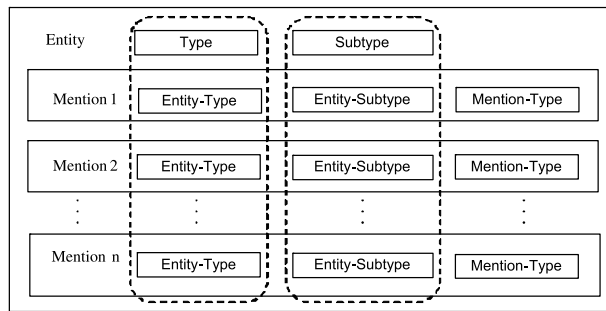 Entity Type Subtype
Mention 1 Entity-Type Entity-Subtype Mention-Type
Mention 2 Entity-Type Entity-Subtype Mention-Type
Mention n Entity-Type Entity-Subtype Mention-Type